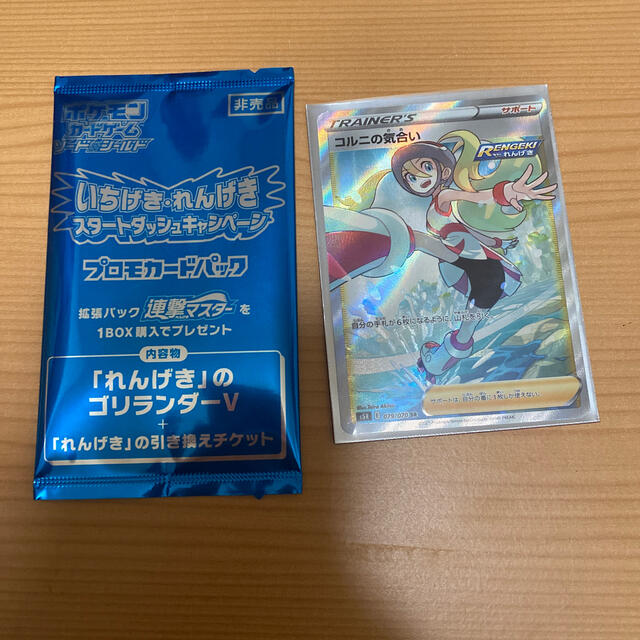 非売品
ポケモン
カードゲーム
ソード&シールド
いちげき・れんげき
スタートダッシュキャンペーン
プロモカードパック
拡張パック 連撃マスター を
1BOX購入でプレゼント
内容物
「れんげき」の
ゴリランダーV
+
「れんげき」の引き換えチケット
サポート
TRAINER'S
コルニの気合い
RENGEKI
れんげき
自分の手札が6枚になるように、山札を引く。
サポートは、自分の番に1枚しか使えない。
s5R E 079/070 SR